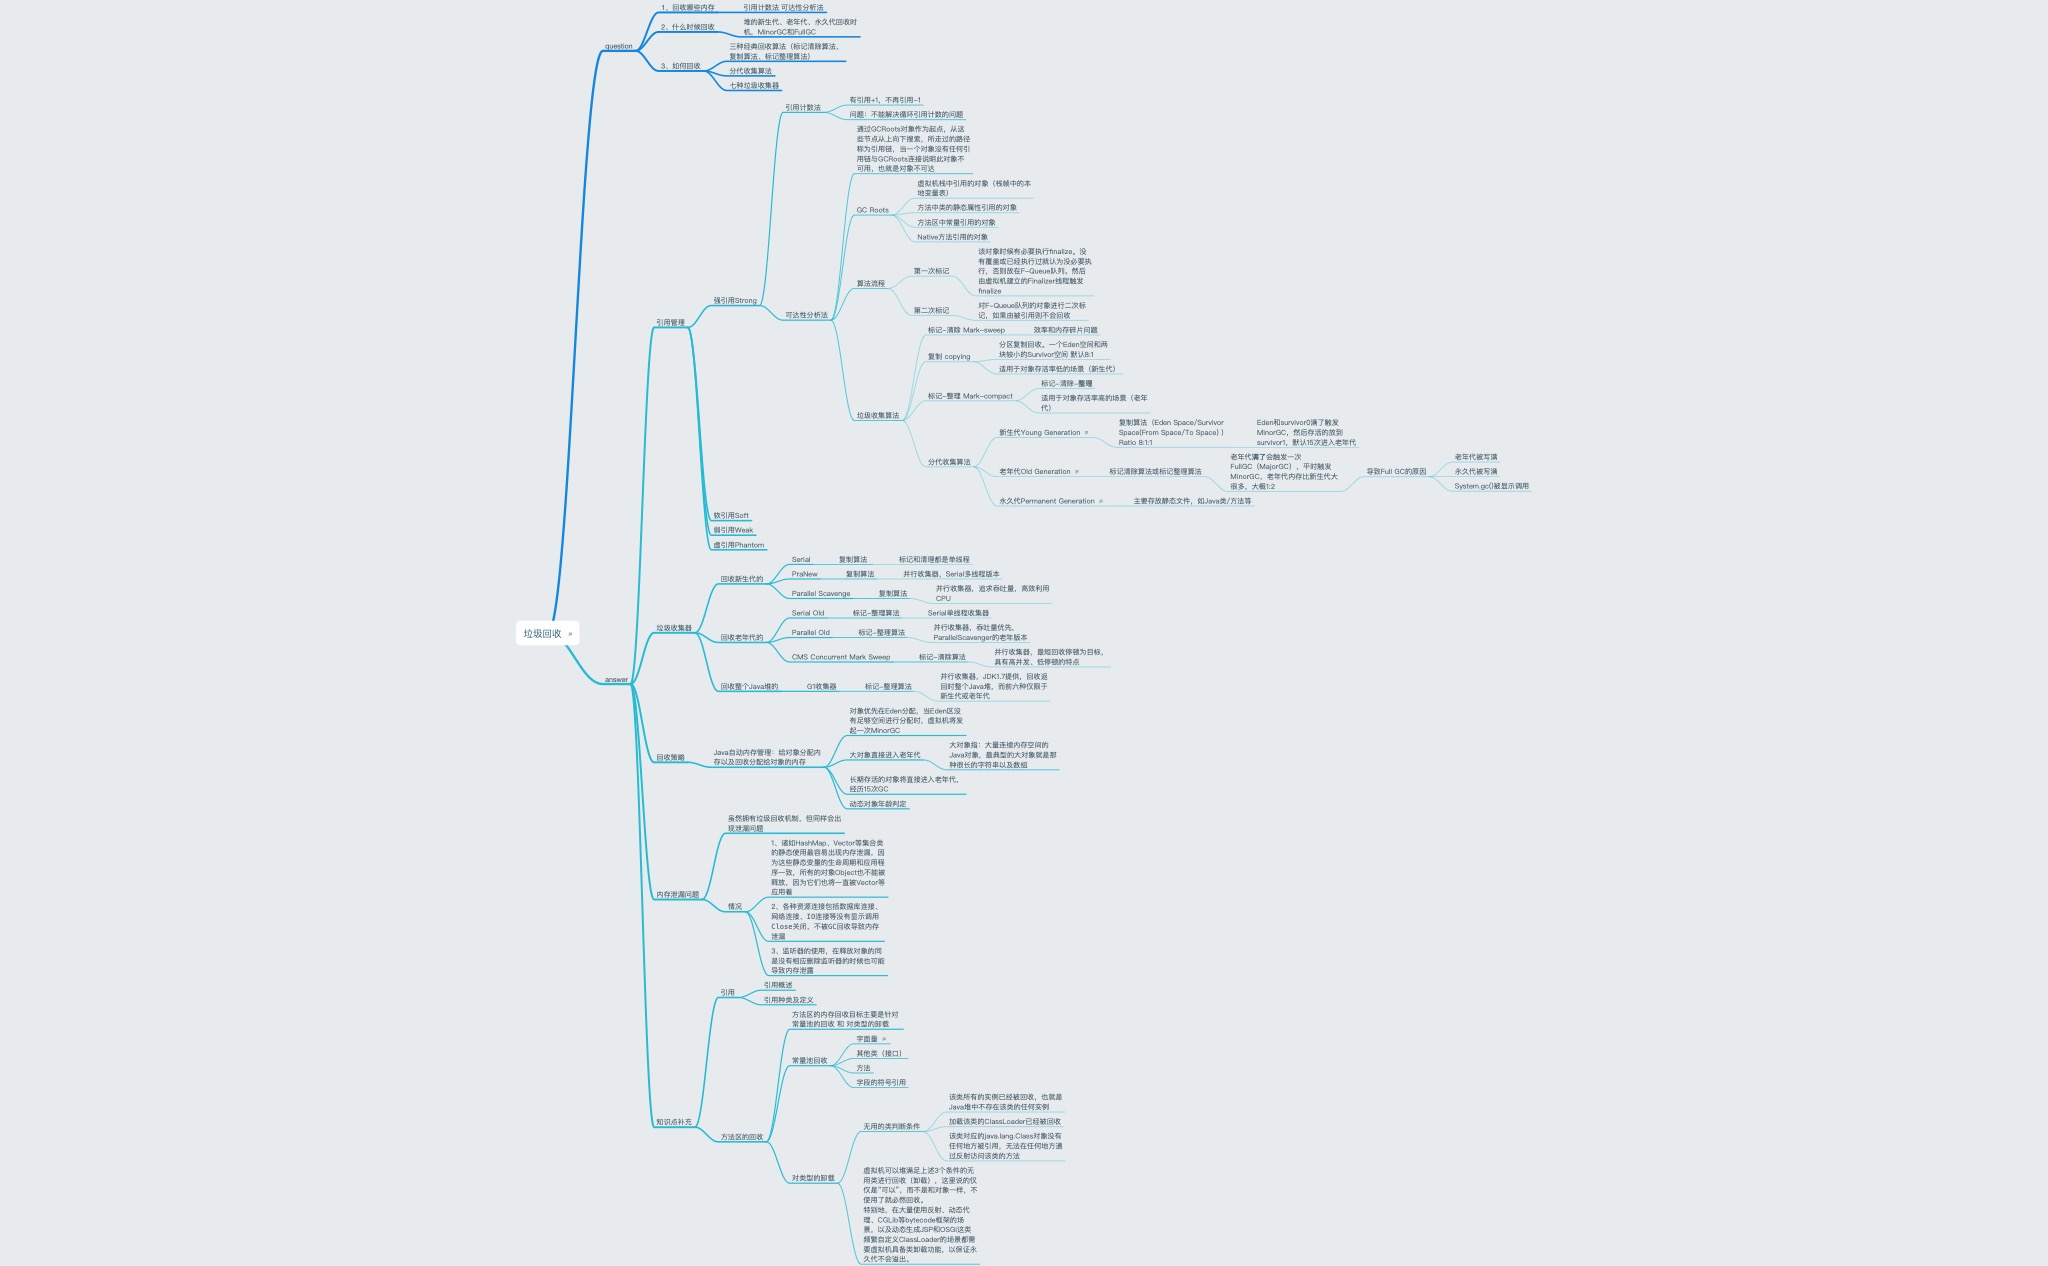 垃圾回收
question
1、回收哪些内存
引用计数法 可达性分析法
2、什么时候回收
堆的新生代、老年代、永久代回收时
机，MinorGC和FullGC
3、如何回收
三种经典回收算法（标记清除算法、
复制算法、标记整理算法）
分代收集算法
七种垃圾收集器
answer
引用管理
强引用Strong
引用计数法
有引用+1，不再引用-1
问题：不能解决循环引用计数的问题
可达性分析法
通过GCRoots对象作为起点，从这
些节点从上向下搜索，所走过的路径
称为引用链，当一个对象没有任何引
用链与GCRoots连接说明此对象不
可用，也就是对象不可达
GC Roots
虚拟机栈中引用的对象（栈帧中的本
地变量表）
方法中类的静态属性引用的对象
方法区中常量引用的对象
Native方法引用的对象
算法流程
第一次标记
该对象时候有必要执行finalize。没
有覆盖或已经执行过就认为没必要执
行，否则放在F-Queue队列。然后
由虚拟机建立的Finalizer线程触发
finalize
第二次标记
对F-Queue队列的对象进行二次标
记，如果由被引用则不会回收
垃圾收集算法
标记-清除 Mark-sweep
效率和内存碎片问题
复制 copying
分区复制回收。一个Eden空间和两
块较小的Survivor空间 默认8:1
适用于对象存活率低的场景（新生代）
标记-整理 Mark-compact
标记-清除-整理
适用于对象存活率高的场景（老年
代）
分代收集算法
新生代Young Generation
复制算法（Eden Space/Survivor
Space(From Space/To Space) )
Ratio 8:1:1
Eden和survivor0满了触发
MinorGC，然后存活的放到
survivor1，默认15次进入老年代
老年代Old Generation
标记清除算法或标记整理算法
老年代满了会触发一次
FullGC（MajorGC），平时触发
MinorGC，老年代内存比新生代大
很多，大概1:2
导致Full GC的原因
老年代被写满
永久代被写满
System.gc()被显示调用
永久代Permanent Generation
主要存放静态文件，如Java类/方法等
软引用Soft
弱引用Weak
虚引用Phantom
垃圾收集器
回收新生代的
Serial
复制算法
标记和清理都是单线程
PraNew
复制算法
并行收集器，Serial多线程版本
Parallel Scavenge
复制算法
并行收集器，追求吞吐量，高效利用
CPU
回收老年代的
Serial Old
标记-整理算法
Serial单线程收集器
Parallel Old
标记-整理算法
并行收集器，吞吐量优先，
ParallelScavenger的老年版本
CMS Concurrent Mark Sweep
标记-清除算法
并行收集器，最短回收停顿为目标，
具有高并发、低停顿的特点
回收整个Java堆的
G1收集器
标记-整理算法
并行收集器，JDK1.7提供，回收返
回时整个Java堆，而前六种仅限于
新生代或老年代
回收策略
Java自动内存管理：给对象分配内
存以及回收分配给对象的内存
对象优先在Eden分配，当Eden区没
有足够空间进行分配时，虚拟机将发
起一次MinorGC
大对象直接进入老年代
大对象指：大量连续内存空间的
Java对象，最典型的大对象就是那
种很长的字符串以及数组
长期存活的对象将直接进入老年代，
经历15次GC
动态对象年龄判定
内存泄漏问题
虽然拥有垃圾回收机制，但同样会出
现泄漏问题
情况
1、诸如HashMap、Vector等集合类
的静态使用最容易出现内存泄漏，因
为这些静态变量的生命周期和应用程
序一致，所有的对象Object也不能被
释放，因为它们也将一直被Vector等
应用着
2、各种资源连接包括数据库连接、
网络连接、IO连接等没有显示调用
Close关闭，不被GC回收导致内存
泄漏
3、监听器的使用，在释放对象的同
是没有相应删除监听器的时候也可能
导致内存泄露
知识点补充
引用
引用概述
引用种类及定义
方法区的回收
方法区的内存回收目标主要是针对
常量池的回收 和 对类型的卸载
常量池回收
字面量
其他类（接口）
方法
字段的符号引用
对类型的卸载
无用的类判断条件
该类所有的实例已经被回收，也就是
Java堆中不存在该类的任何实例
加载该类的ClassLoader已经被回收
该类对应的java.lang.Class对象没有
任何地方被引用，无法在任何地方通
过反射访问该类的方法
虚拟机可以堆满足上述3个条件的无
用类进行回收（卸载），这里说的仅
仅是“可以”，而不是和对象一样，不
使用了就必然回收。
特别地，在大量使用反射、动态代
理、CGLib等bytecode框架的场
景，以及动态生成JSP和OSGi这类
频繁自定义ClassLoader的场景都需
要虚拟机具备类卸载功能，以保证永
久代不会溢出。